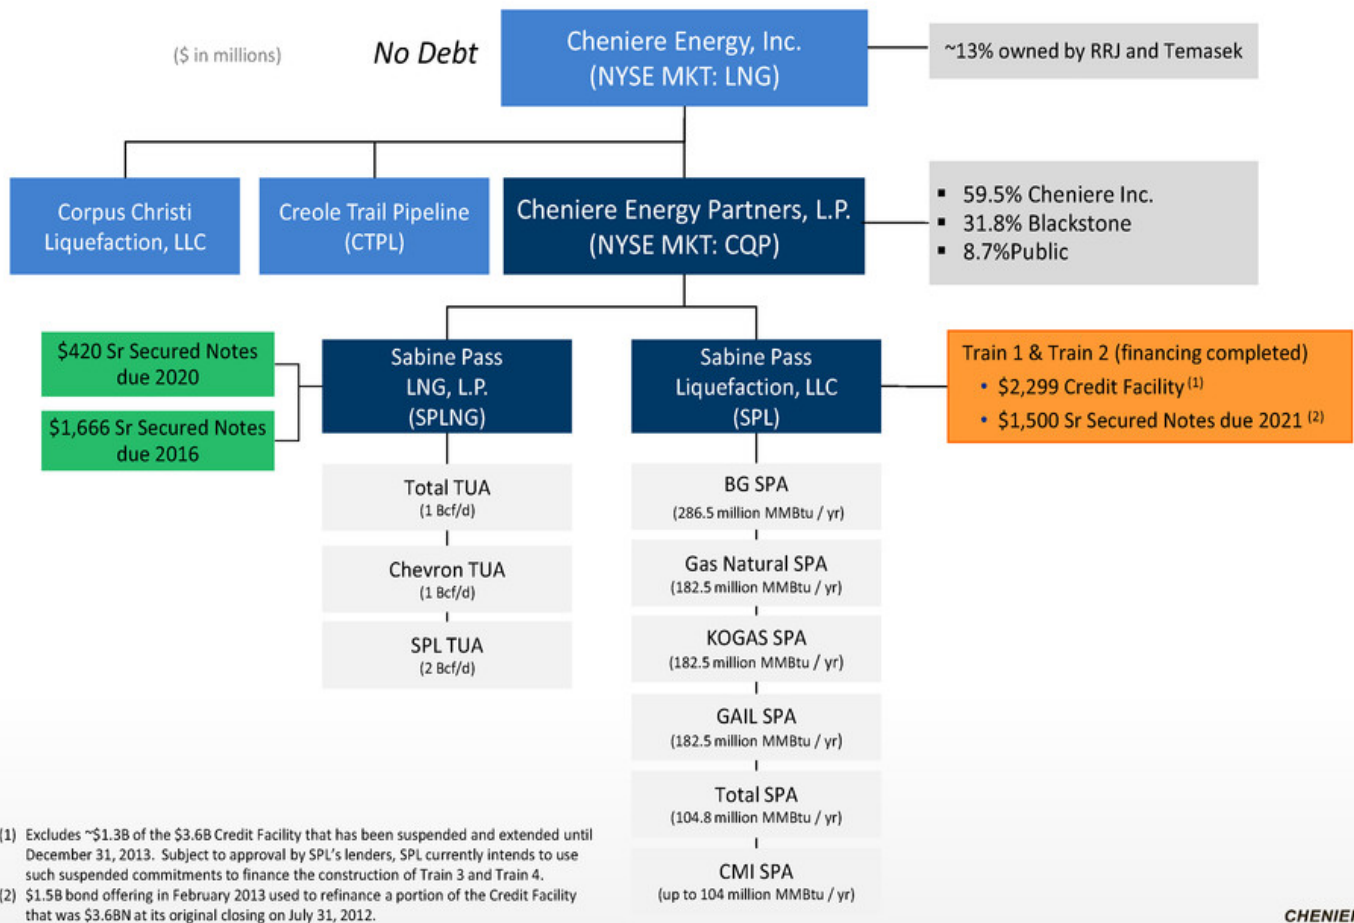 ($ in millions)
No Debt
Cheniere Energy, Inc.
(NYSE MKT: LNG)
~13% owned by RRJ and Temasek
Corpus Christi
Liquefaction, LLC
Creole Trail Pipeline
(CTPL)
Cheniere Energy Partners, L.P.
(NYSE MKT: CQP)
▪ 59.5% Cheniere Inc.
▪ 31.8% Blackstone
▪ 8.7%Public
$420 Sr Secured Notes
due 2020
$1,666 Sr Secured Notes
due 2016
Sabine Pass
LNG, L.P.
(SPLNG)
Sabine Pass
Liquefaction, LLC
(SPL)
Train 1 & Train 2 (financing completed)
• $2,299 Credit Facility (1)
• $1,500 Sr Secured Notes due 2021 (2)
Total TUA
(1 Bcf/d)
Chevron TUA
(1 Bcf/d)
SPL TUA
(2 Bcf/d)
BG SPA
(286.5 million MMBtu / yr)
Gas Natural SPA
(182.5 million MMBtu / yr)
KOGAS SPA
(182.5 million MMBtu / yr)
GAIL SPA
(182.5 million MMBtu / yr)
Total SPA
(104.8 million MMBtu / yr)
CMI SPA
(up to 104 million MMBtu / yr)
(1) Excludes ~$1.3B of the $3.6B Credit Facility that has been suspended and extended until
December 31, 2013. Subject to approval by SPL's lenders, SPL currently intends to use
such suspended commitments to finance the construction of Train 3 and Train 4.
(2) $1.5B bond offering in February 2013 used to refinance a portion of the Credit Facility
that was $3.6BN at its original closing on July 31, 2012.
CHENIE